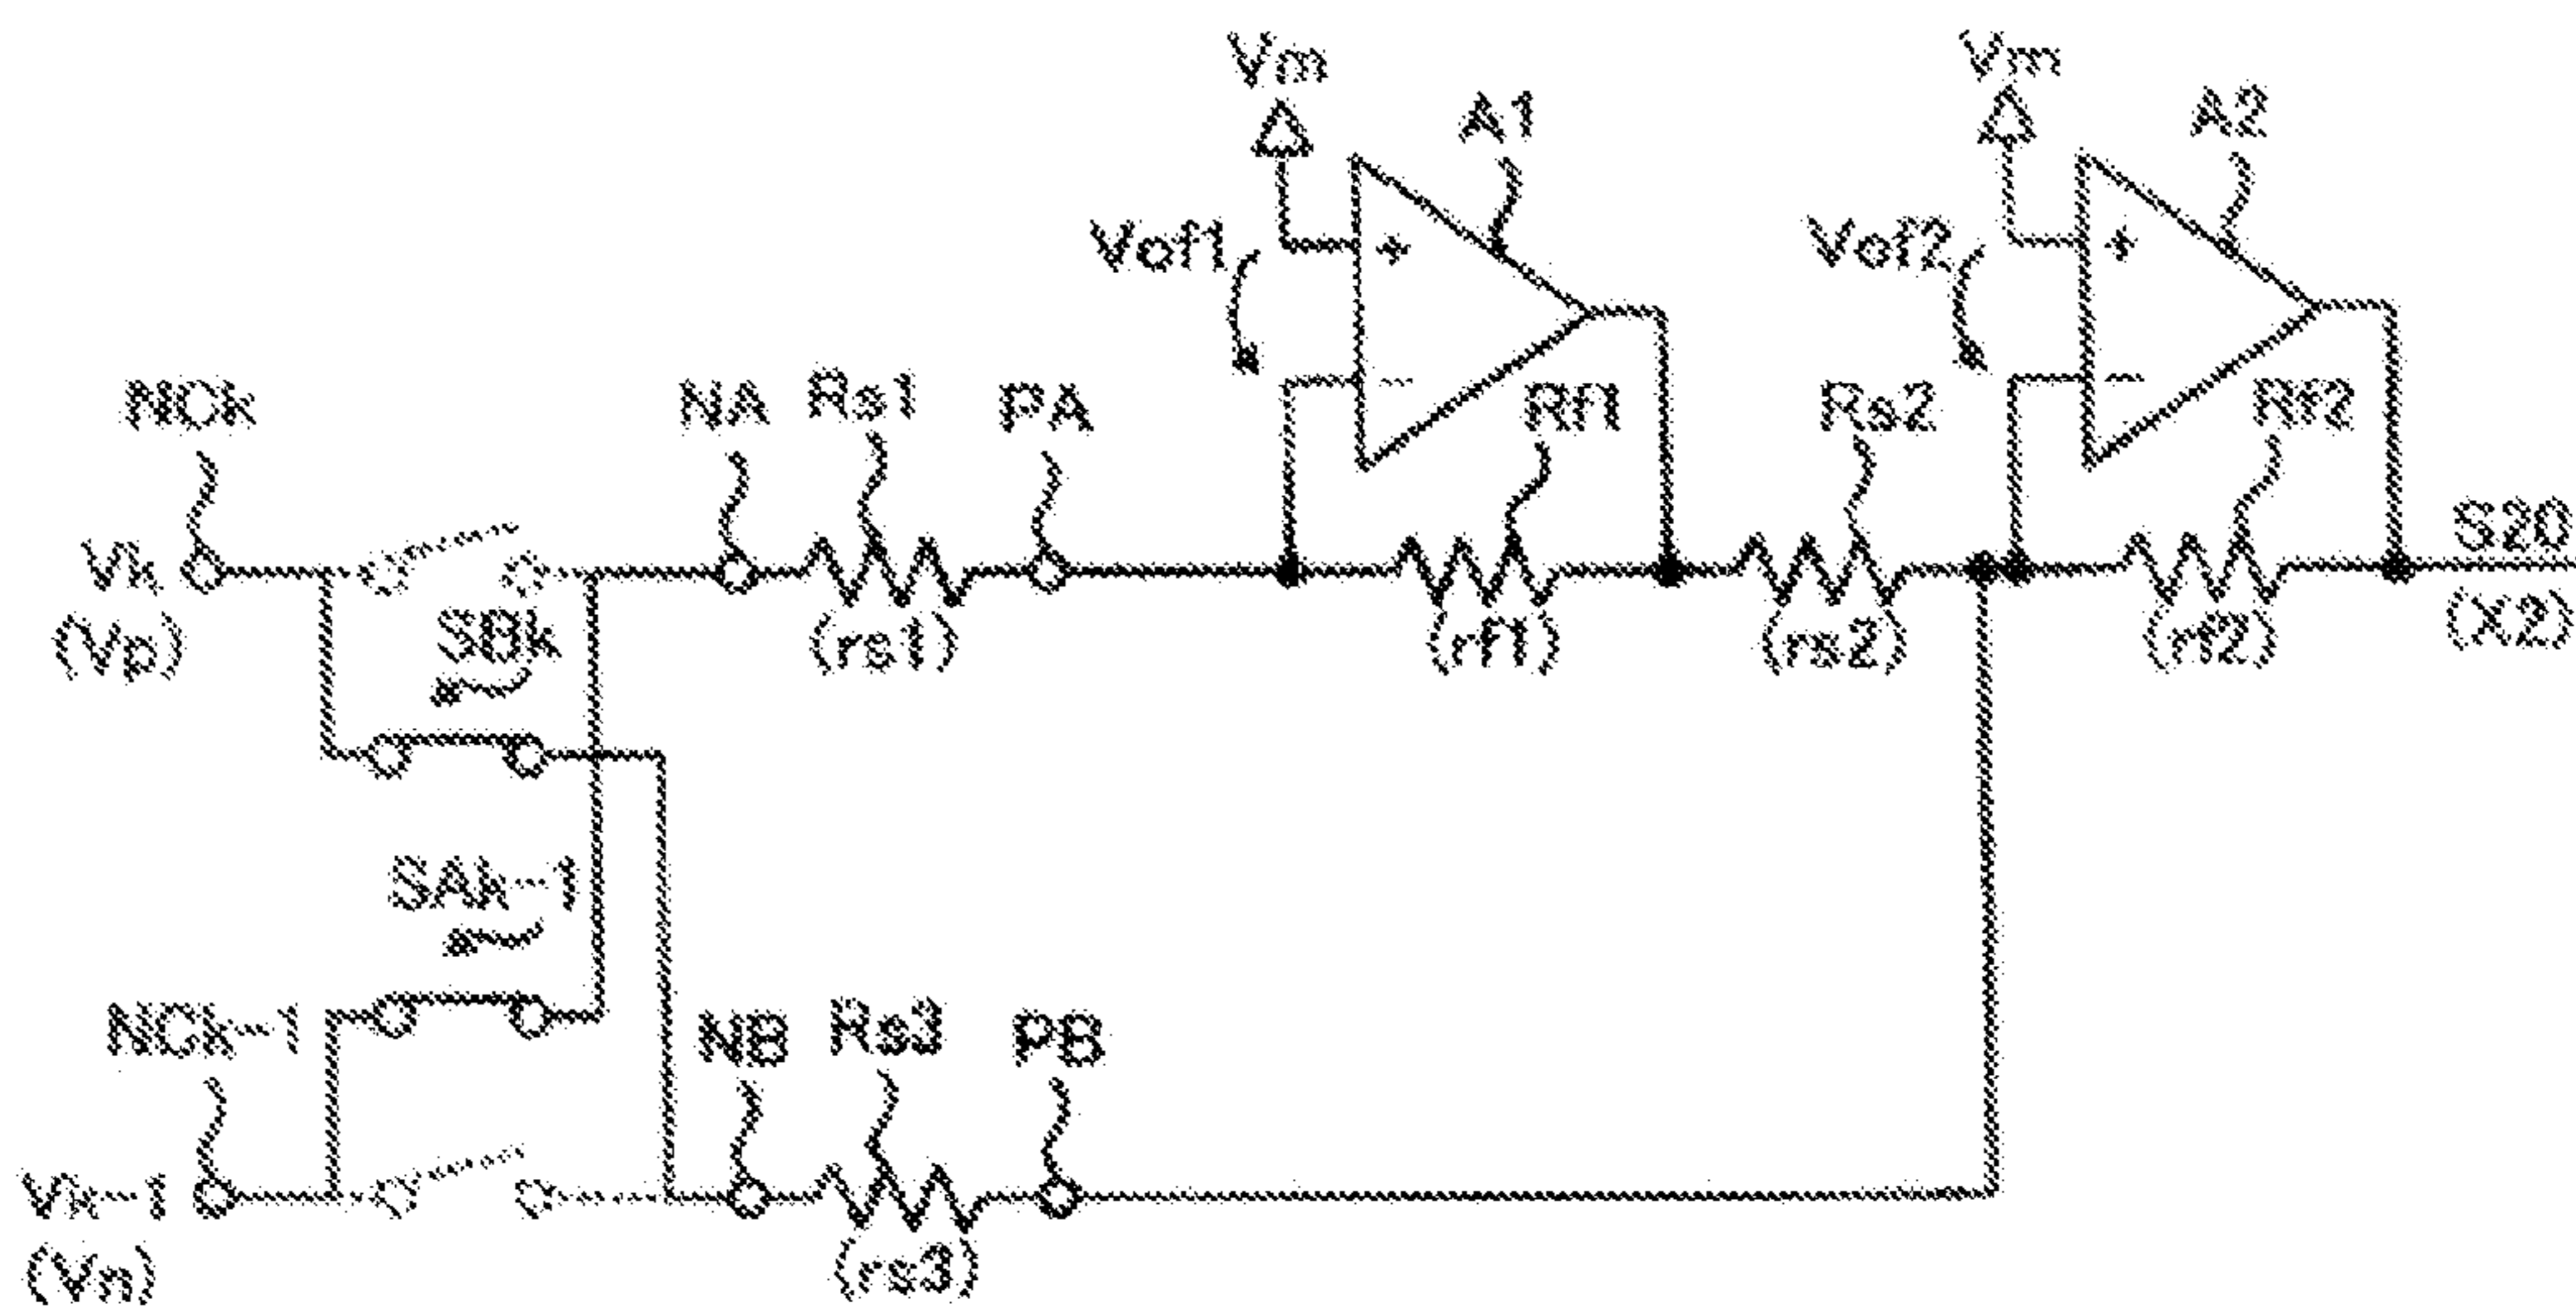 Vm
Vm
A1
A2
Vof1
Vof2
+
+
NCk
NA
Rs1
PA
Rf1
Rs2
Rf2
Vk
(Vp)
S20
(X2)
(rs1)
(rf1)
(rs2)
(rf2)
SBk
SAk-1
NCk-1
NB
Rs3
PB
Vk-1
(Vn)
(rs3)